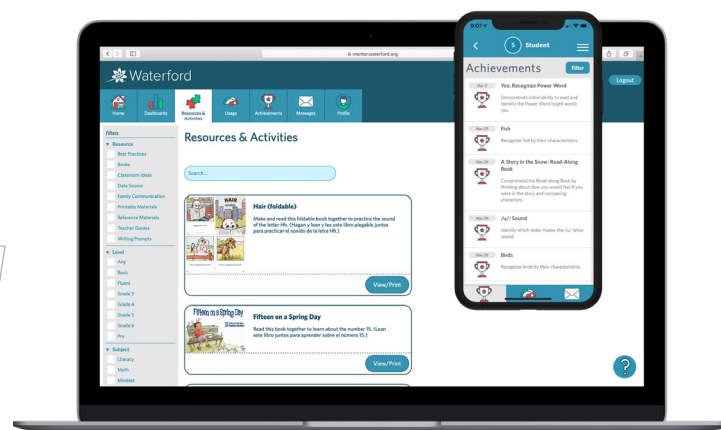 mentor.waterford.org
Waterford
Logout
Home
Dashboards
Resources &
Activities
Usage
Achievements
Messages
Profile
Filters
Resource
Best Practices
Books
Classroom Ideas
Data Source
Family Communication
Printable Materials
Reference Materials
Teacher Guides
Writing Prompts
Level
Any
Basic
Fluent
Grade 3
Grade 4
Grade 5
Grade 6
Pre
Subject
Literacy
Math
Mindset
Resources & Activities
Search...
HAIR
Hair (foldable)
Make and read this foldable book together to practice the sound
of the letter Hh. (Hagan y lean y lee este libro plegable juntos
para practicar el sonido de la letra Hh.)
View/Print
Fifteen on a Spring Day
Fifteen on a Spring Day
Read this book together to learn about the number 15. (Lean
este libro juntos para aprender sobre el número 15.)
View/Print
?
9:07
S Student
Achievements
Filter
Yes: Recognize Power Word
Demonstrate initial ability to read and
identify the Power Word (sight word):
yes.
Nov 29
Fish
Recognize fish by their characteristics.
Nov 29
A Story in the Snow: Read-Along
Book
Comprehend the Read-along Book by
thinking about how you would feel if you
were in the story and comparing
characters.
Nov 29
/u/: Sound
Identify which letter makes the /u/ letter
sound.
Nov 28
Birds
Recognize birds by their characteristics.